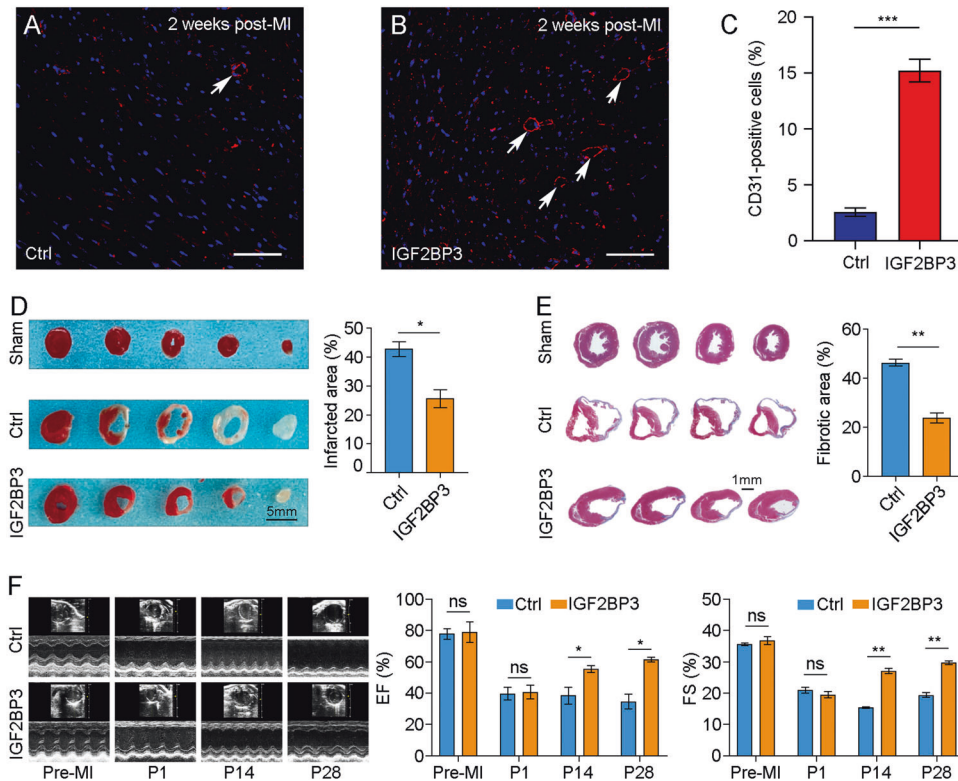 A
2 weeks post-MI
Ctrl
B
2 weeks post-MI
IGF2BP3
C
***
CD31-positive cells (%)
20
15
10
5
0
Ctrl
IGF2BP3
D
Sham
Ctrl
IGF2BP3
5mm
*
Infarcted area (%)
50
40
30
20
10
0
Ctrl
IGF2BP3
E
Sham
Ctrl
IGF2BP3
1mm
**
Fibrotic area (%)
60
40
20
0
Ctrl
IGF2BP3
F
Ctrl
IGF2BP3
Pre-MI P1 P14 P28
Ctrl IGF2BP3
ns ns * *
EF (%)
100
80
60
40
20
0
Pre-MI P1 P14 P28
Ctrl IGF2BP3
ns ns ** **
FS (%)
50
40
30
20
10
0
Pre-MI P1 P14 P28